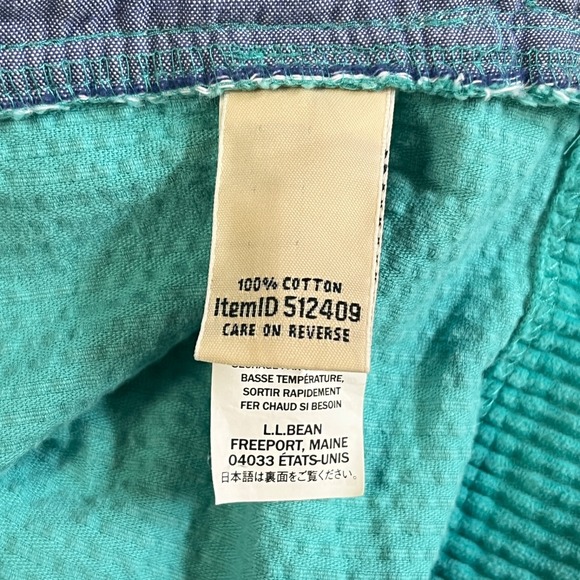 100% COTTON
ItemID 512409
CARE ON REVERSE
BASSE TEMPÉRATURE,
SORTIR RAPIDEMENT
FER CHAUD SI BESOIN
L.L.BEAN
FREEPORT, MAINE
04033 ÉTATS-UNIS
日本語は裏面をご覧ください。